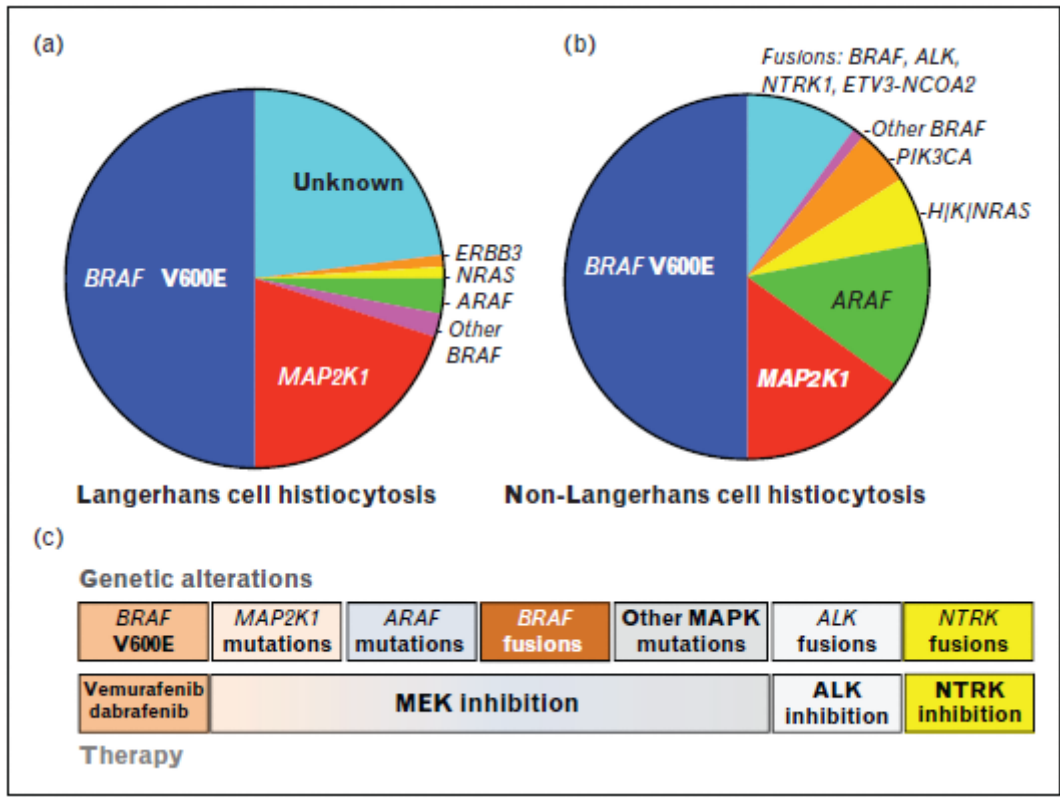 (a)
BRAF V600E
Unknown
- ERBB3
- NRAS
- ARAF
- Other
BRAF
MAP2K1
Langerhans cell histiocytosis
(b)
Fusions: BRAF, ALK,
NTRK1, ETV3-NCOA2
-Other BRAF
-PIK3CA
-H|K|NRAS
BRAF V600E
ARAF
MAP2K1
Non-Langerhans cell histiocytosis
(c)
Genetic alterations
BRAF
V600E
MAP2K1
mutations
ARAF
mutations
BRAF
fusions
Other MAPK
mutations
ALK
fusions
NTRK
fusions
Vemurafenib
dabrafenib
MEK inhibition
ALK
inhibition
NTRK
inhibition
Therapy